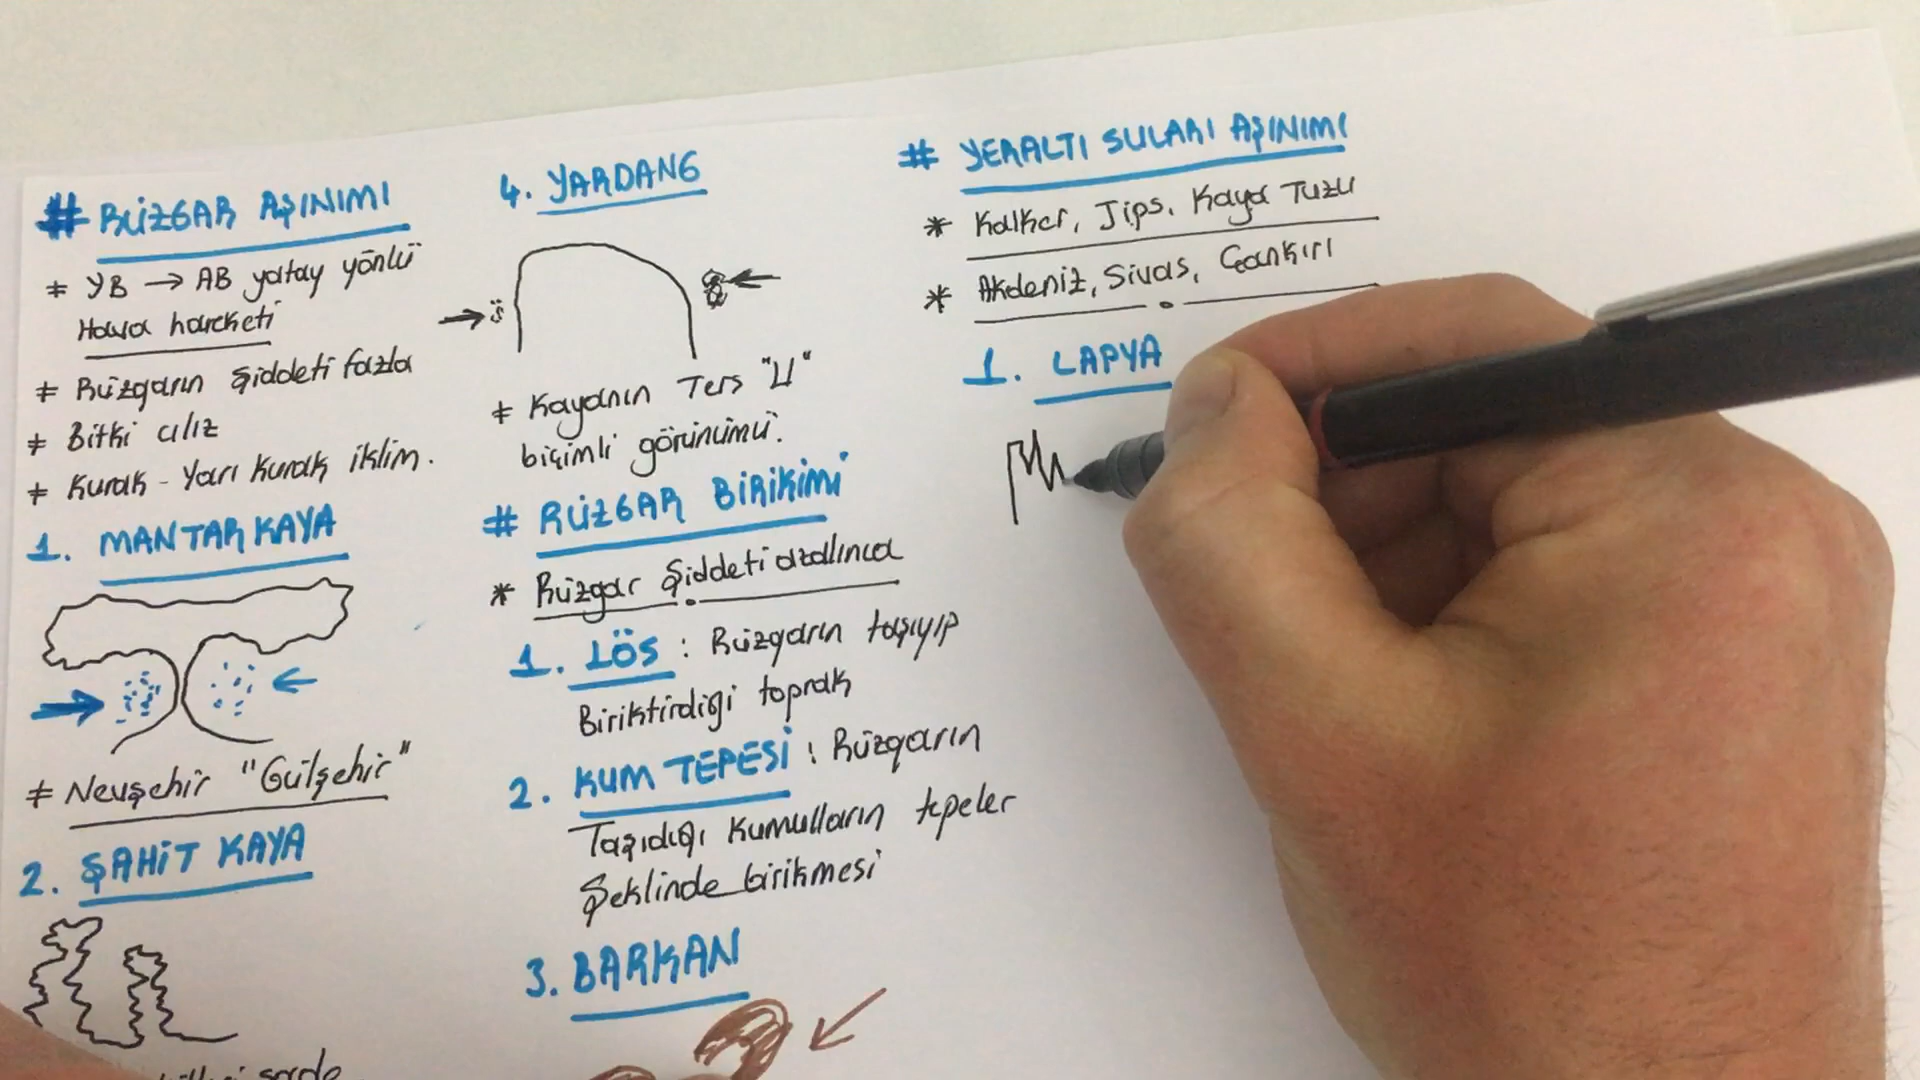 # RÜZGAR AŞINIMI
* YB → AB yatay yönlü
Hava hareketi
* Rüzgarın şiddeti fazla
* Bitki cılız
* Kurak - Yarı kurak iklim.
1. MANTAR KAYA
* Nevşehir "Gülşehir"
2. ŞAHİT KAYA
4. YARDANG
* Kayanın Ters "U"
biçimli görünümü.
# RÜZGAR BİRİKİMİ
* Rüzgar Şiddeti azalınca
1. LÖS : Rüzgarın taşıyıp
Biriktirdiği toprak
2. KUM TEPESİ : Rüzgarın
Taşıdığı kumulların tepeler
Şeklinde birikmesi
3. BARKAN
# YERALTI SULARI AŞINIMI
* Kalker, Jips, Kaya Tuzu
* Akdeniz, Sivas, Çankırı
1. LAPYA